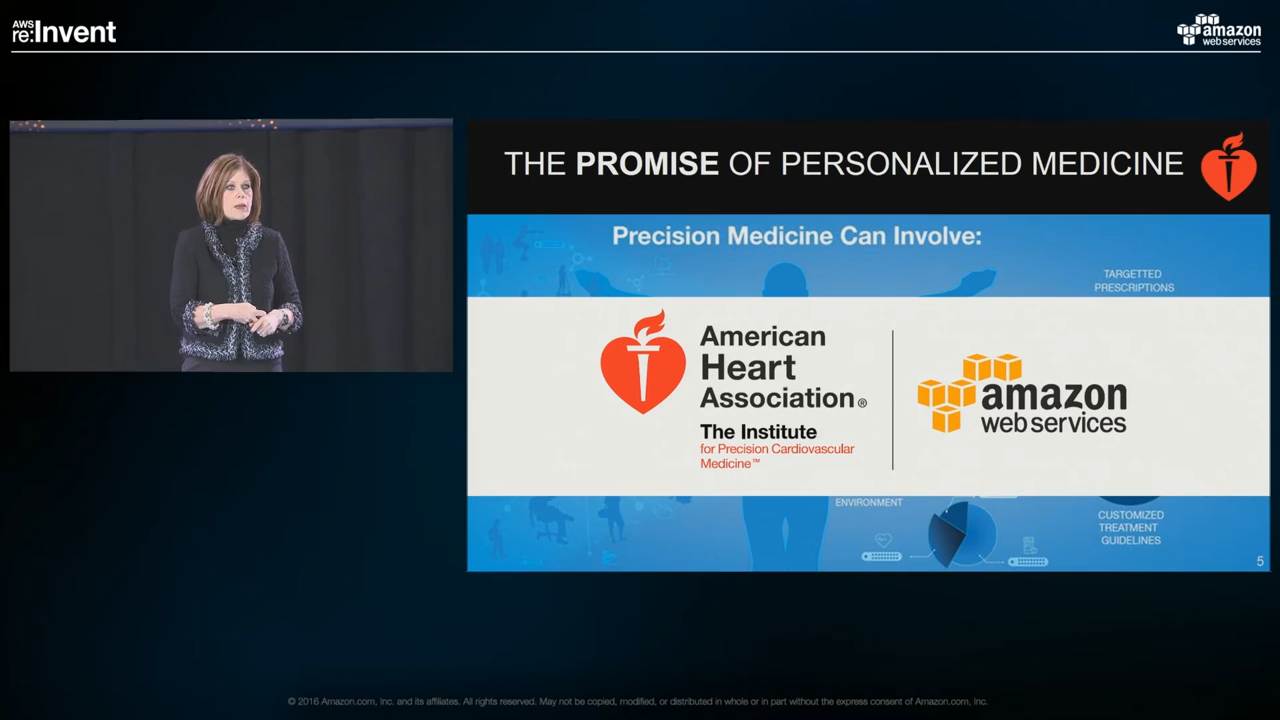 AWS
re:Invent
amazon
web services
THE PROMISE OF PERSONALIZED MEDICINE
Precision Medicine Can Involve:
TARGETTED
PRESCRIPTIONS
American
Heart
Association®
The Institute
for Precision Cardiovascular
Medicine™
amazon
web services
ENVIRONMENT
CUSTOMIZED
TREATMENT
GUIDELINES
5
© 2016 Amazon.com, Inc. and its affiliates. All rights reserved. May not be copied, modified, or distributed in whole or in part without the express consent of Amazon.com, Inc.